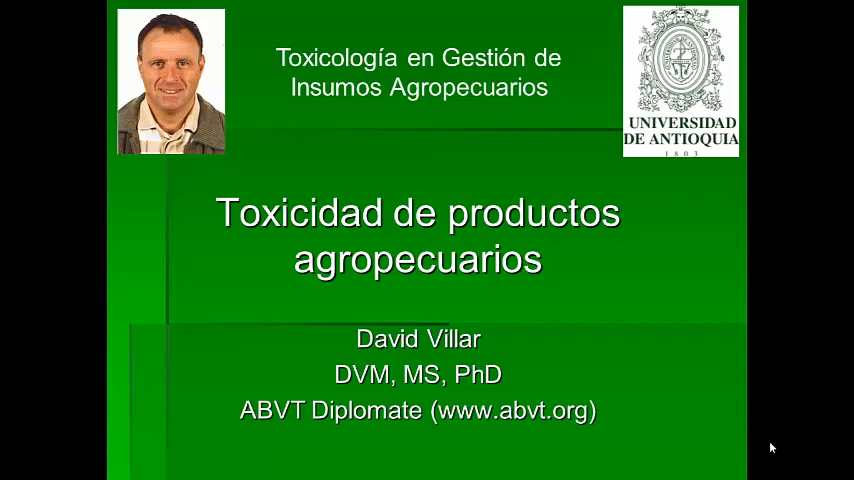 Toxicología en Gestión de
Insumos Agropecuarios
UNIVERSIDAD
DE ANTIOQUIA
1803
Toxicidad de productos
agropecuarios
David Villar
DVM, MS, PhD
ABVT Diplomate (www.abvt.org)